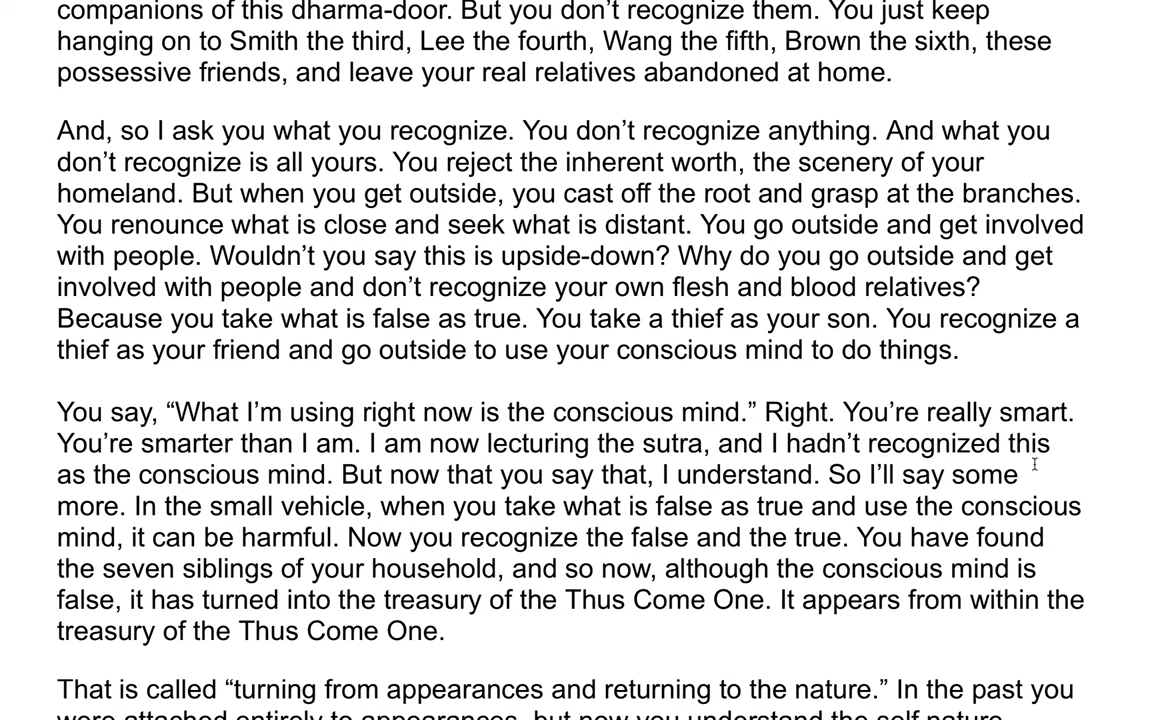 companions of this dharma-door. But you don’t recognize them. You just keep
hanging on to Smith the third, Lee the fourth, Wang the fifth, Brown the sixth, these
possessive friends, and leave your real relatives abandoned at home.
And, so I ask you what you recognize. You don’t recognize anything. And what you
don’t recognize is all yours. You reject the inherent worth, the scenery of your
homeland. But when you get outside, you cast off the root and grasp at the branches.
You renounce what is close and seek what is distant. You go outside and get involved
with people. Wouldn’t you say this is upside-down? Why do you go outside and get
involved with people and don’t recognize your own flesh and blood relatives?
Because you take what is false as true. You take a thief as your son. You recognize a
thief as your friend and go outside to use your conscious mind to do things.
You say, “What I’m using right now is the conscious mind.” Right. You’re really smart.
You’re smarter than I am. I am now lecturing the sutra, and I hadn’t recognized this
as the conscious mind. But now that you say that, I understand. So I’ll say some
more. In the small vehicle, when you take what is false as true and use the conscious
mind, it can be harmful. Now you recognize the false and the true. You have found
the seven siblings of your household, and so now, although the conscious mind is
false, it has turned into the treasury of the Thus Come One. It appears from within the
treasury of the Thus Come One.
That is called “turning from appearances and returning to the nature.” In the past you
were attached entirely to appearances, but now you understand the self nature